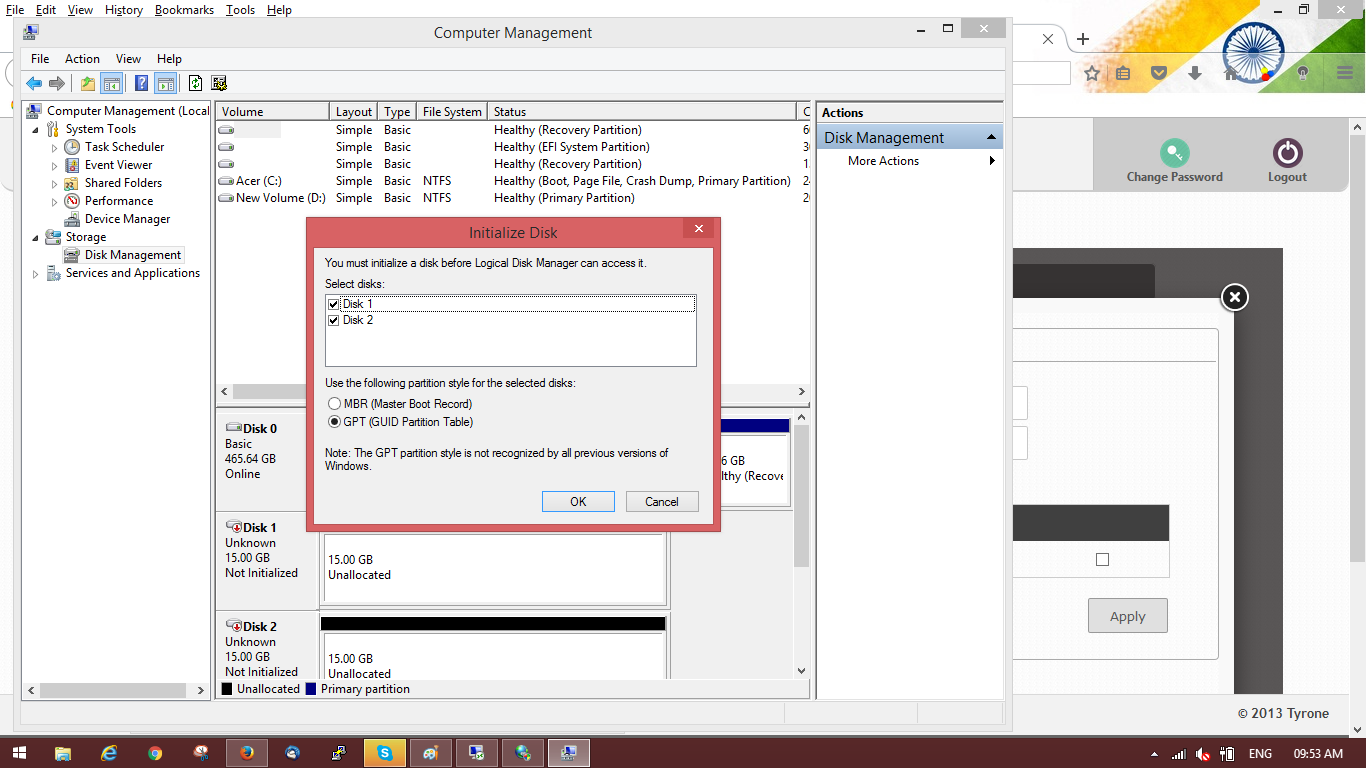 File Edit View History Bookmarks Tools Help
Computer Management
File Action View Help
Computer Management (Local
System Tools
Task Scheduler
Event Viewer
Shared Folders
Performance
Device Manager
Storage
Disk Management
Services and Applications
Volume Layout Type File System Status C
Simple Basic Healthy (Recovery Partition)
Simple Basic Healthy (EFI System Partition)
Simple Basic Healthy (Recovery Partition)
Acer (C:) Simple Basic NTFS Healthy (Boot, Page File, Crash Dump, Primary Partition)
New Volume (D:) Simple Basic NTFS Healthy (Primary Partition)
Actions
Disk Management
More Actions
Change Password
Logout
Initialize Disk
You must initialize a disk before Logical Disk Manager can access it.
Select disks:
Disk 1
Disk 2
Use the following partition style for the selected disks:
MBR (Master Boot Record)
GPT (GUID Partition Table)
Note: The GPT partition style is not recognized by all previous versions of
Windows.
OK Cancel
Disk 0
Basic
465.64 GB
Online
6 GB
lthy (Recove
Disk 1
Unknown
15.00 GB
Not Initialized
15.00 GB
Unallocated
Disk 2
Unknown
15.00 GB
Not Initialized
15.00 GB
Unallocated
Unallocated Primary partition
Apply
© 2013 Tyrone
ENG 09:53 AM